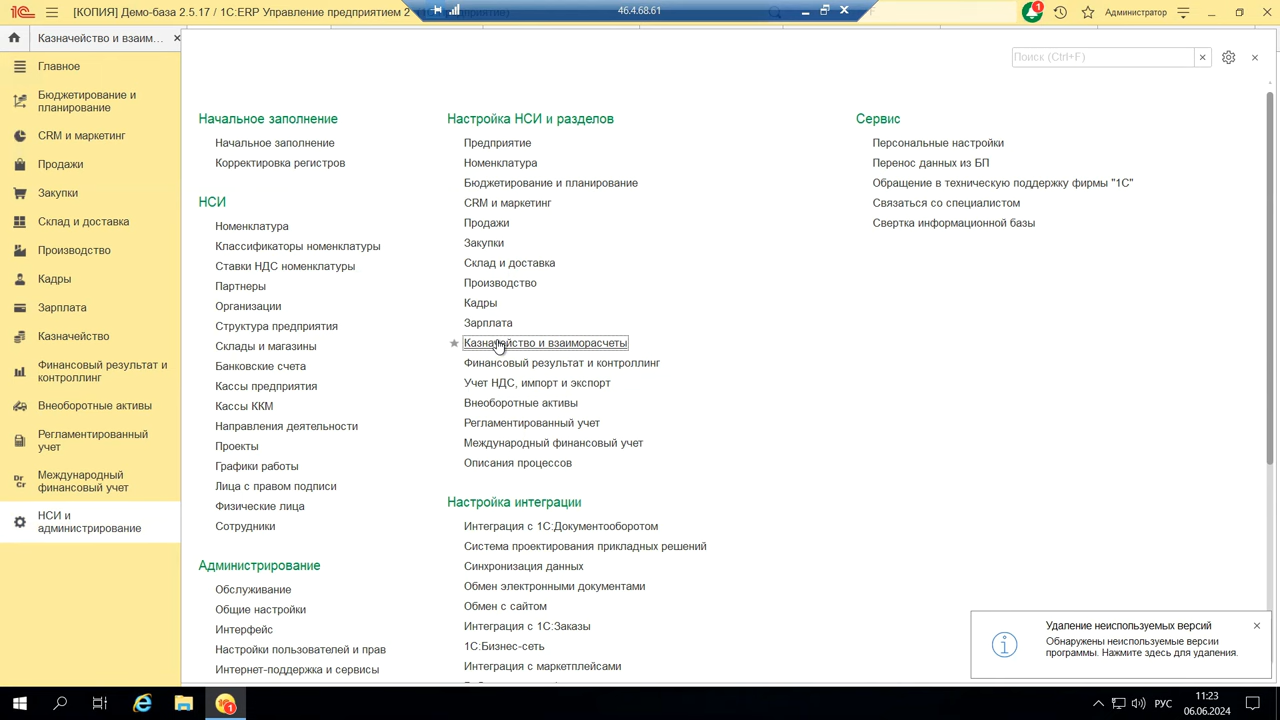 [КОПИЯ] Демо-база 2.5.17 / 1С:ERP Управление предприятием 2
46.4.68.61
1
Администратор
Казначейство и взаим...
Поиск (Ctrl+F)
Главное
Бюджетирование и
планирование
CRM и маркетинг
Продажи
Закупки
Склад и доставка
Производство
Кадры
Зарплата
Казначейство
Финансовый результат и
контроллинг
Внеоборотные активы
Регламентированный
учет
Dr
Cr
Международный
финансовый учет
НСИ и
администрирование
Начальное заполнение
Начальное заполнение
Корректировка регистров
НСИ
Номенклатура
Классификаторы номенклатуры
Ставки НДС номенклатуры
Партнеры
Организации
Структура предприятия
Склады и магазины
Банковские счета
Кассы предприятия
Кассы ККМ
Направления деятельности
Проекты
Графики работы
Лица с правом подписи
Физические лица
Сотрудники
Администрирование
Обслуживание
Общие настройки
Интерфейс
Настройки пользователей и прав
Интернет-поддержка и сервисы
Настройка НСИ и разделов
Предприятие
Номенклатура
Бюджетирование и планирование
CRM и маркетинг
Продажи
Закупки
Склад и доставка
Производство
Кадры
Зарплата
Казначейство и взаиморасчеты
Финансовый результат и контроллинг
Учет НДС, импорт и экспорт
Внеоборотные активы
Регламентированный учет
Международный финансовый учет
Описания процессов
Настройка интеграции
Интеграция с 1С:Документооборотом
Система проектирования прикладных решений
Синхронизация данных
Обмен электронными документами
Обмен с сайтом
Интеграция с 1С:Заказы
1С:Бизнес-сеть
Интеграция с маркетплейсами
Сервис
Персональные настройки
Перенос данных из БП
Обращение в техническую поддержку фирмы "1С"
Связаться со специалистом
Свертка информационной базы
Удаление неиспользуемых версий
Обнаружены неиспользуемые версии
программы. Нажмите здесь для удаления.
1
РУС
11:23
06.06.2024